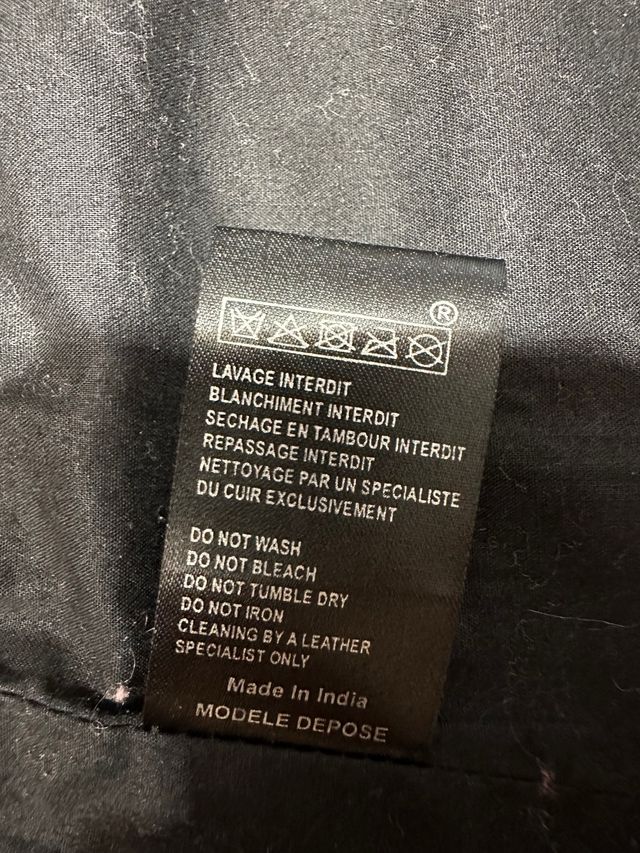 ®
LAVAGE INTERDIT
BLANCHIMENT INTERDIT
SECHAGE EN TAMBOUR INTERDIT
REPASSAGE INTERDIT
NETTOYAGE PAR UN SPECIALISTE
DU CUIR EXCLUSIVEMENT
DO NOT WASH
DO NOT BLEACH
DO NOT TUMBLE DRY
DO NOT IRON
CLEANING BY A LEATHER
SPECIALIST ONLY
Made In India
MODELE DEPOSE